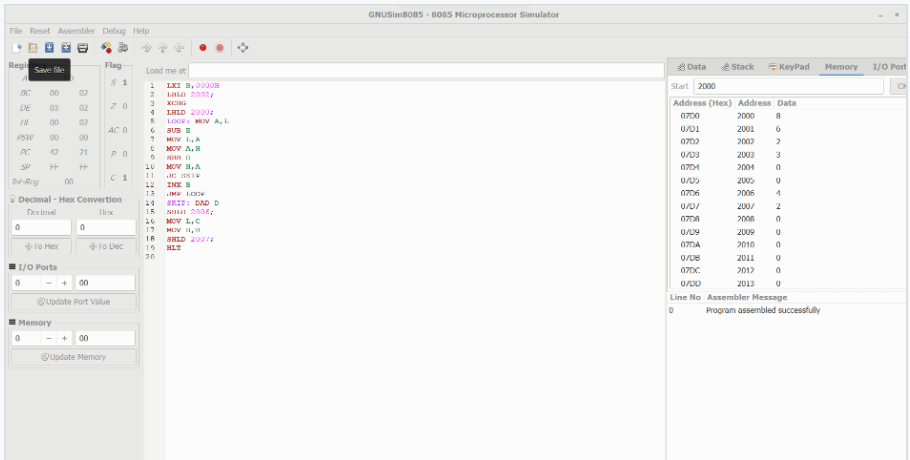 GNUSim8085 - 8085 Microprocessor Simulator
File Reset Assembler Debug Help
Save file
Flag
Load me at
BC 00 02
DE 03 02
HL 00 02
PSW 00 00
PC 42 21
SP FF FF
Int-Reg 00
S 1
Z 0
AC 0
P 0
C 1
Decimal - Hex Convertion
Decimal Hex
0 0
To Hex To Dec
I/O Ports
0 - + 00
Update Port Value
Memory
0 - + 00
Update Memory
1 LXI B,0000H
2 LHLD 2002;
3 XCHG
4 LHLD 2000;
5 LOOP: MOV A,L
6 SUB E
7 MOV L,A
8 MOV A,H
9 SBB D
10 MOV H,A
11 JC SKIP
12 INX B
13 JMP LOOP
14 SKIP: DAD D
15 SHLD 2006;
16 MOV L,C
17 MOV H,B
18 SHLD 2007;
19 HLT
20
Data Stack KeyPad Memory I/O Port
Start 2000
Address (Hex) Address Data
07D0 2000 8
07D1 2001 6
07D2 2002 2
07D3 2003 3
07D4 2004 0
07D5 2005 0
07D6 2006 4
07D7 2007 2
07D8 2008 0
07D9 2009 0
07DA 2010 0
07DB 2011 0
07DC 2012 0
07DD 2013 0
Line No Assembler Message
0 Program assembled successfully